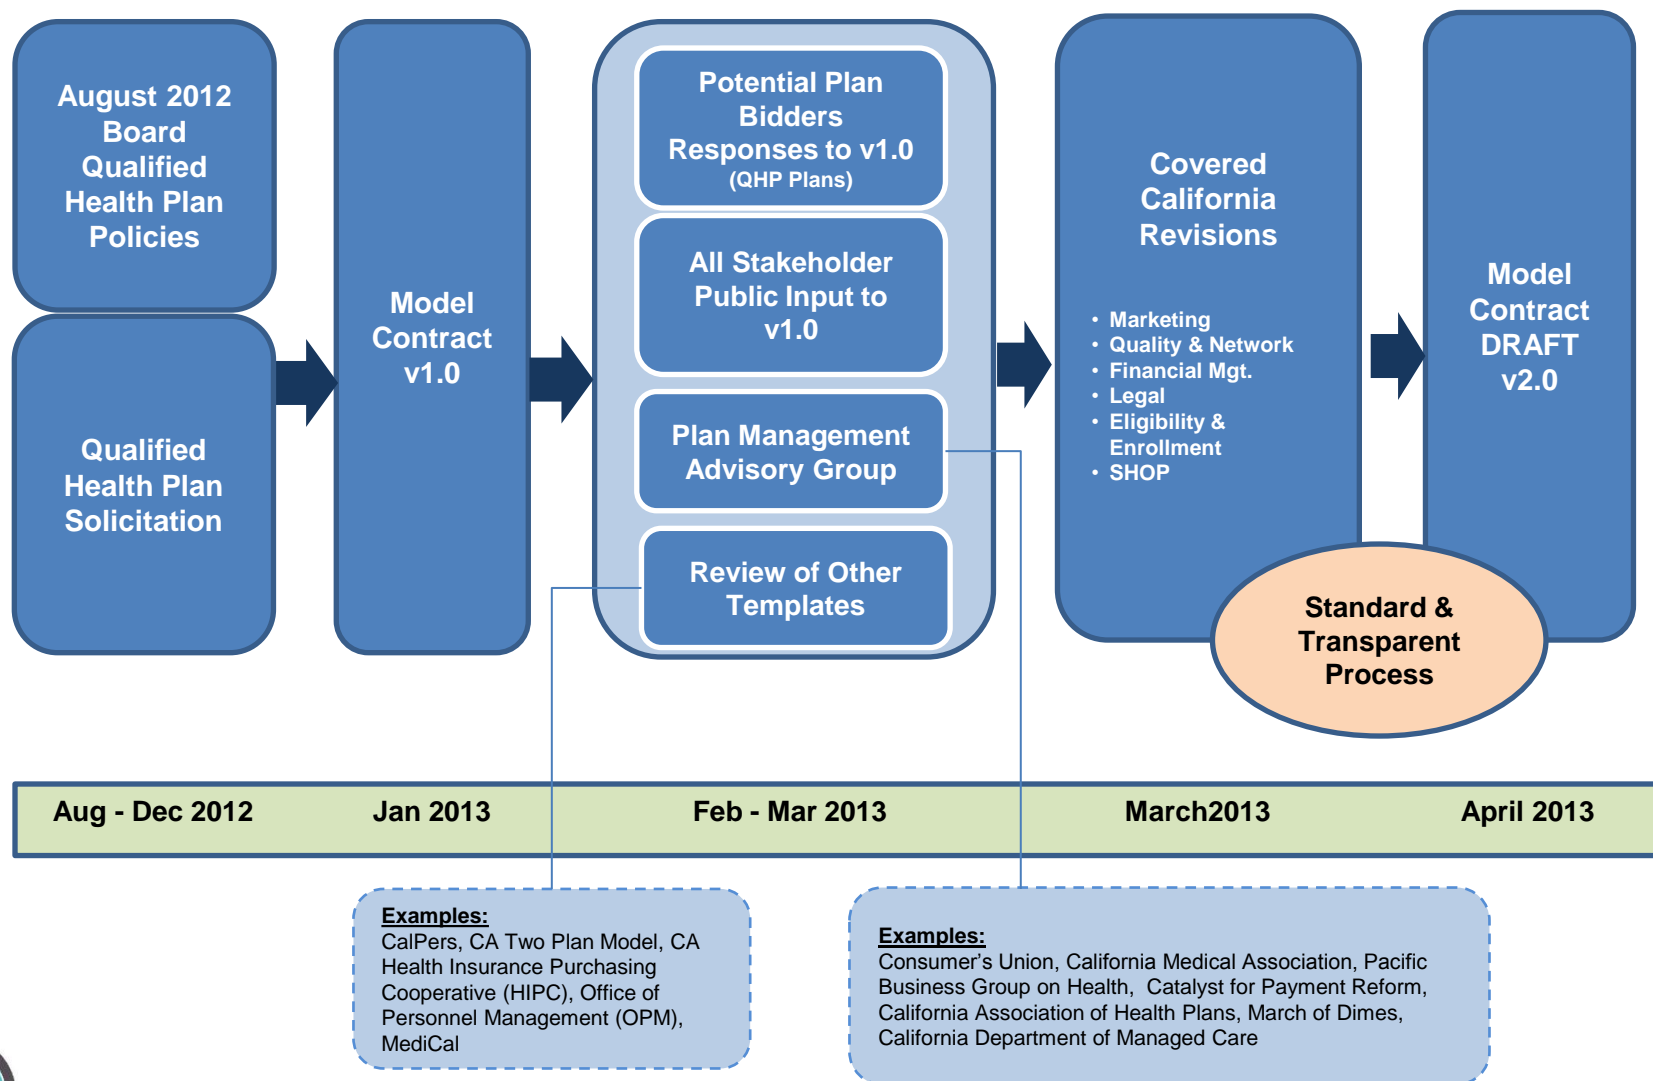 August 2012
Board
Qualified
Health Plan
Policies
Qualified
Health Plan
Solicitation
Model
Contract
v1.0
Potential Plan
Bidders
Responses to v1.0
(QHP Plans)
All Stakeholder
Public Input to
v1.0
Plan Management
Advisory Group
Review of Other
Templates
Covered
California
Revisions
• Marketing
• Quality & Network
• Financial Mgt.
• Legal
• Eligibility &
Enrollment
• SHOP
Model
Contract
DRAFT
v2.0
Standard &
Transparent
Process
Aug - Dec 2012
Jan 2013
Feb - Mar 2013
March2013
April 2013
Examples:
CalPers, CA Two Plan Model, CA
Health Insurance Purchasing
Cooperative (HIPC), Office of
Personnel Management (OPM),
MediCal
Examples:
Consumer’s Union, California Medical Association, Pacific
Business Group on Health, Catalyst for Payment Reform,
California Association of Health Plans, March of Dimes,
California Department of Managed Care